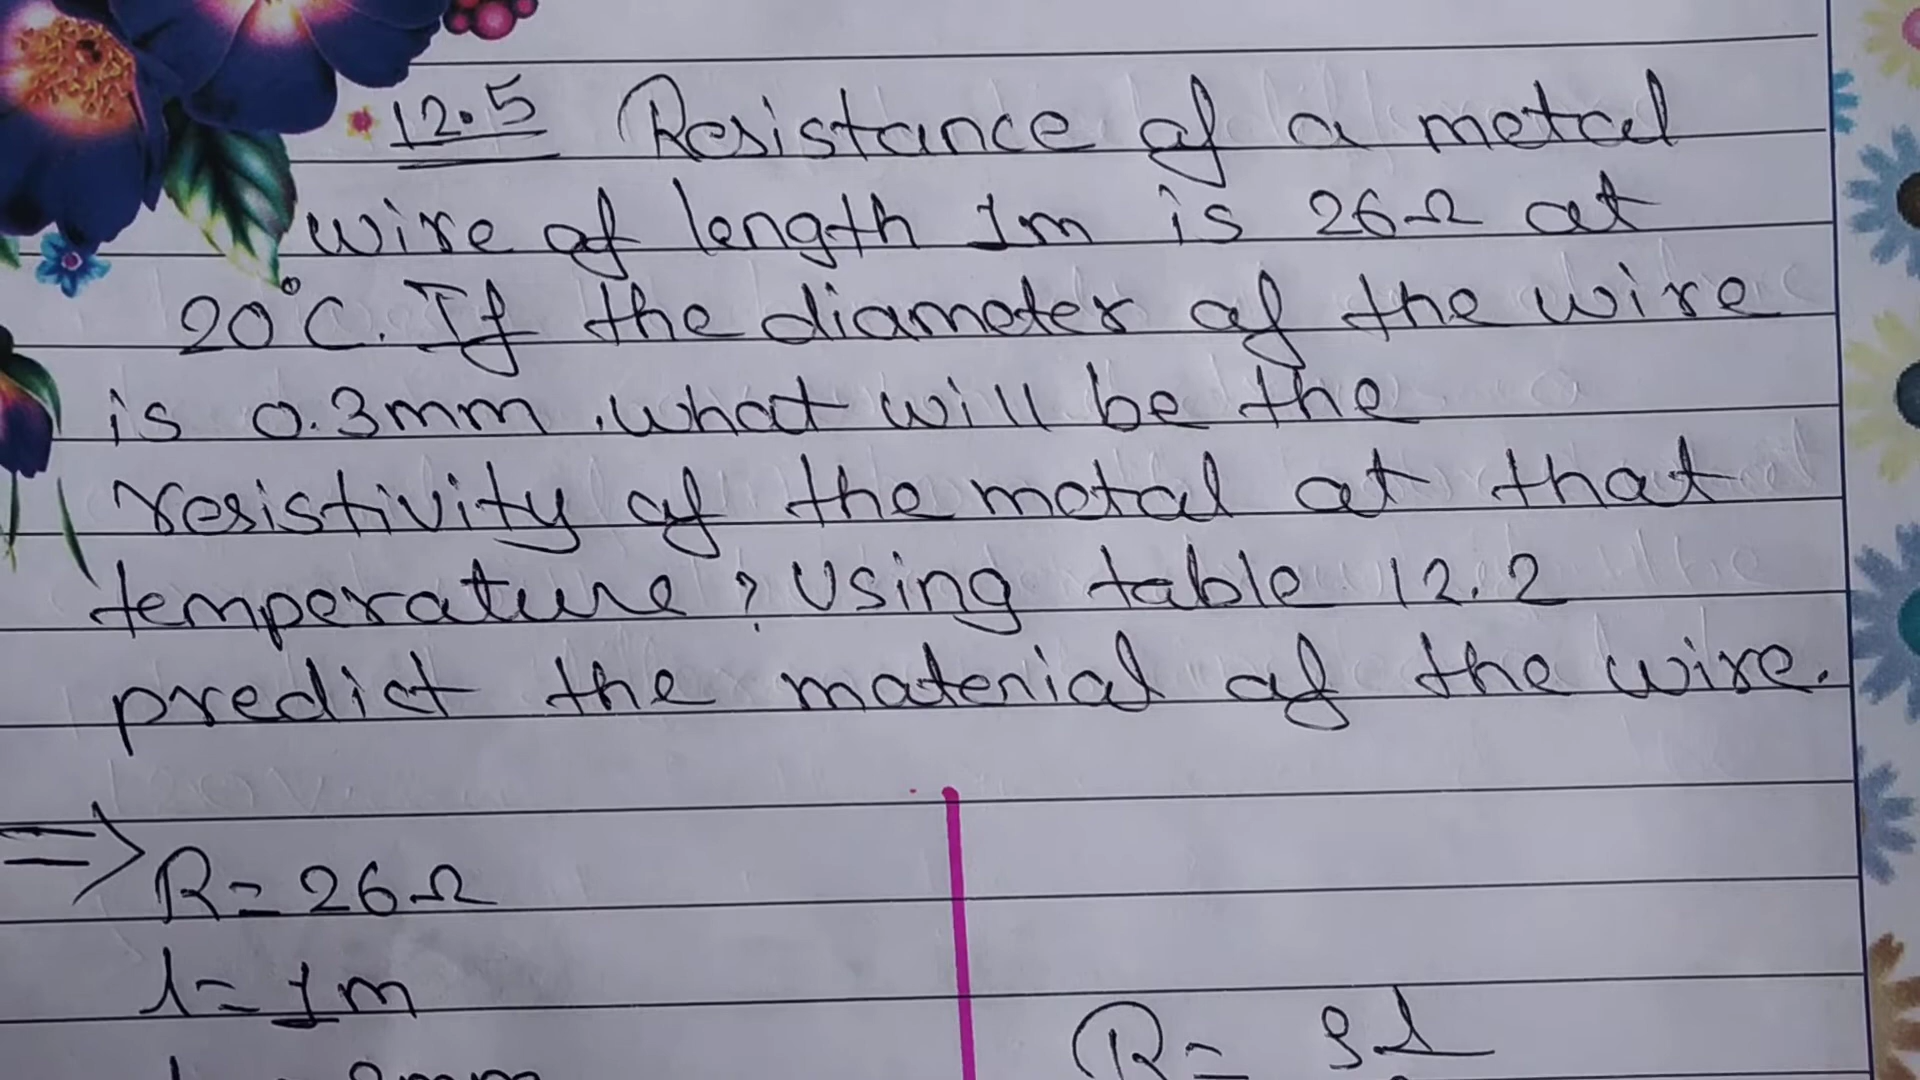 12.5 Resistance of a metal
wire of length 1m is 26Ω at
20°C. If the diameter of the wire
is 0.3mm. what will be the
resistivity of the metal at that
temperature? Using table 12.2
predict the material of the wire.
⇒ R = 26Ω
l = 1m
R = ρl